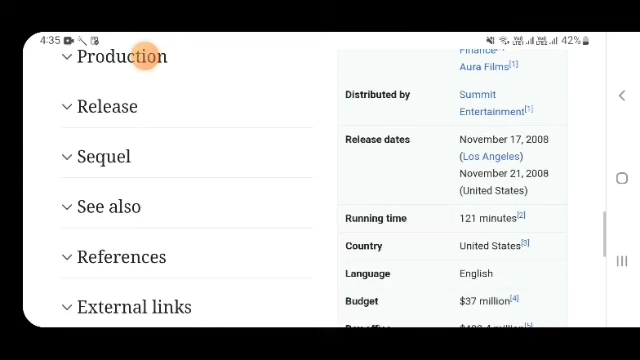 4:35
42%
Production
Release
Sequel
See also
References
External links
Aura Films[1]
Distributed by
Summit
Entertainment[1]
Release dates
November 17, 2008
(Los Angeles)
November 21, 2008
(United States)
Running time
121 minutes[2]
Country
United States[3]
Language
English
Budget
$37 million[4]